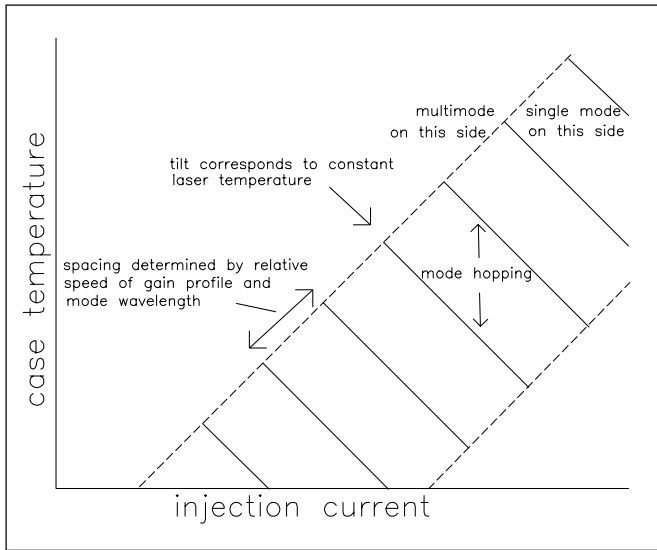 multimode
on this side
single mode
on this side
tilt corresponds to constant
laser temperature
spacing determined by relative
speed of gain profile and
mode wavelength
mode hopping
case temperature
injection current